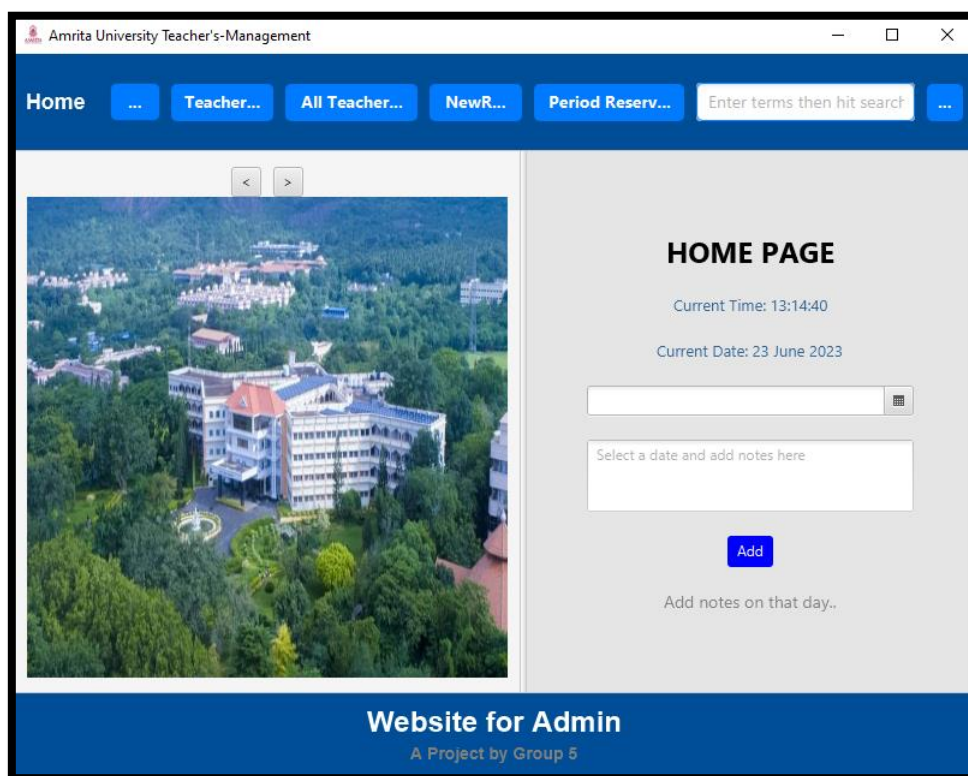 Amrita University Teacher's-Management
Home ... Teacher... All Teacher... NewR... Period Reserv... Enter terms then hit search ...
< >
HOME PAGE
Current Time: 13:14:40
Current Date: 23 June 2023
Select a date and add notes here
Add
Add notes on that day..
Website for Admin
A Project by Group 5